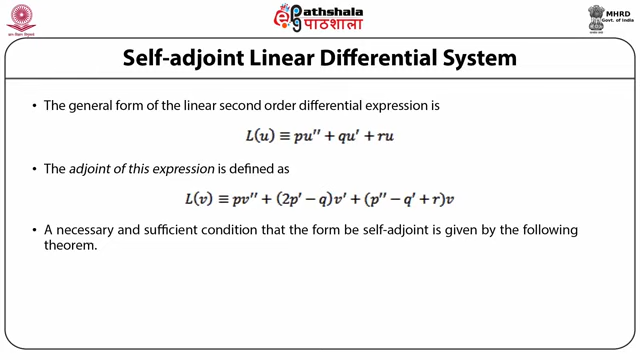 ePathshala
पाठशाला
MHRD
Govt. of India
Self-adjoint Linear Differential System
• The general form of the linear second order differential expression is
L(u) ≡ pu′′ + qu′ + ru
• The adjoint of this expression is defined as
L(v) ≡ pv′′ + (2p′ − q)v′ + (p′′ − q′ + r)v
• A necessary and sufficient condition that the form be self-adjoint is given by the following
theorem.